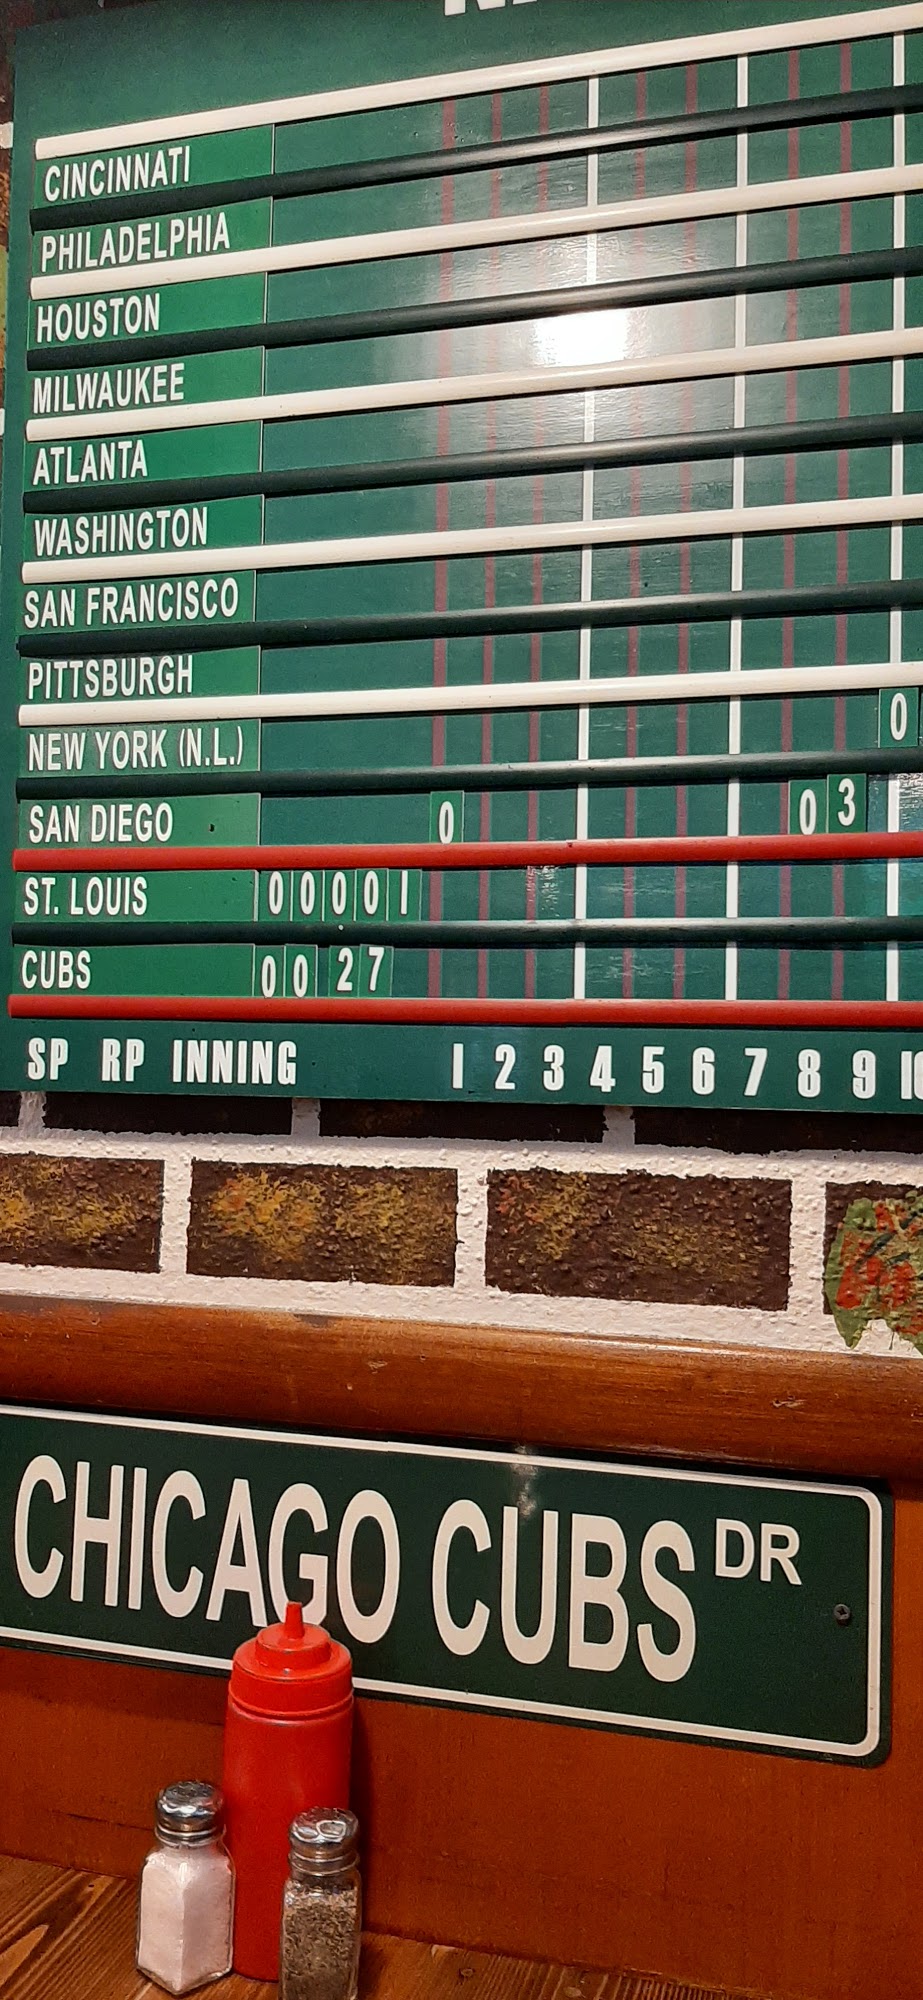 CINCINNATI
PHILADELPHIA
HOUSTON
MILWAUKEE
ATLANTA
WASHINGTON
SAN FRANCISCO
PITTSBURGH
NEW YORK (N.L.) 0
SAN DIEGO 0 0 3
ST. LOUIS 0 0 0 0 1
CUBS 0 0 2 7
SP RP INNING 1 2 3 4 5 6 7 8 9
CHICAGO CUBS DR